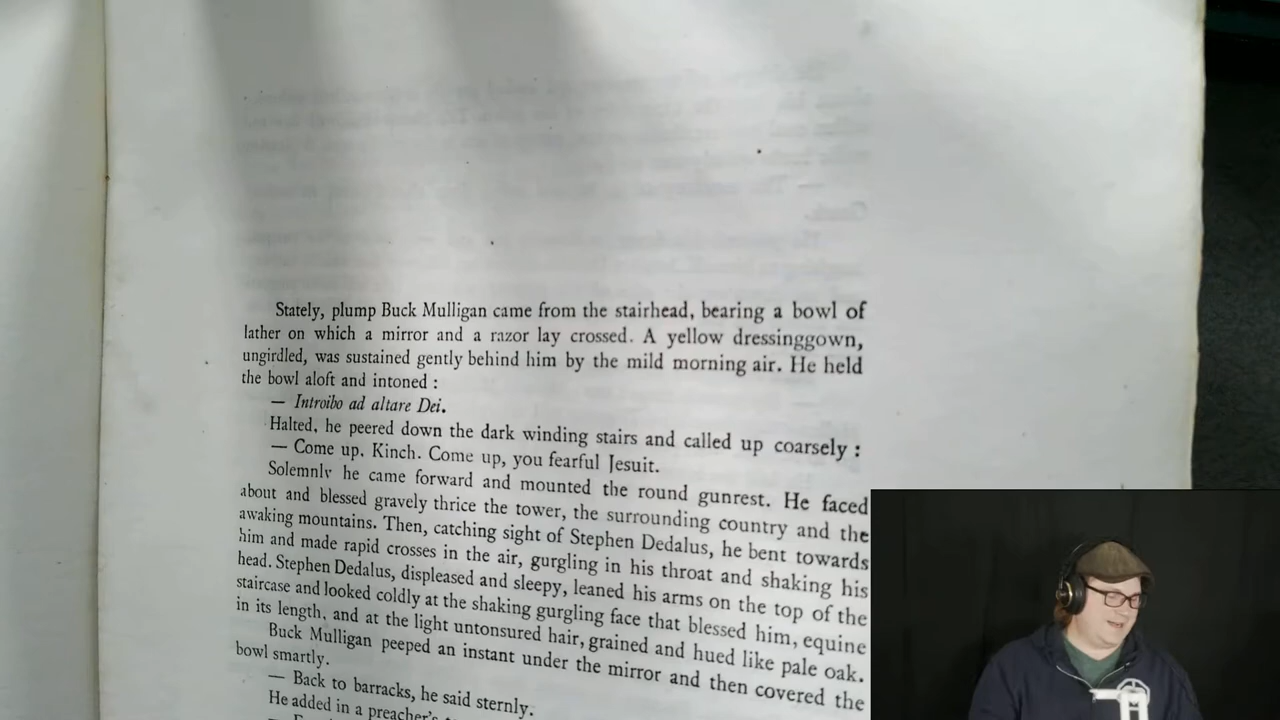 Stately, plump Buck Mulligan came from the stairhead, bearing a bowl of
lather on which a mirror and a razor lay crossed. A yellow dressinggown,
ungirdled, was sustained gently behind him by the mild morning air. He held
the bowl aloft and intoned :
— Introibo ad altare Dei.
Halted, he peered down the dark winding stairs and called up coarsely :
— Come up, Kinch. Come up, you fearful Jesuit.
Solemnly he came forward and mounted the round gunrest. He faced
about and blessed gravely thrice the tower, the surrounding country and the
awaking mountains. Then, catching sight of Stephen Dedalus, he bent towards
him and made rapid crosses in the air, gurgling in his throat and shaking his
head. Stephen Dedalus, displeased and sleepy, leaned his arms on the top of the
staircase and looked coldly at the shaking gurgling face that blessed him, equine
in its length, and at the light untonsured hair, grained and hued like pale oak.
Buck Mulligan peeped an instant under the mirror and then covered the
bowl smartly.
— Back to barracks, he said sternly.
He added in a preacher's